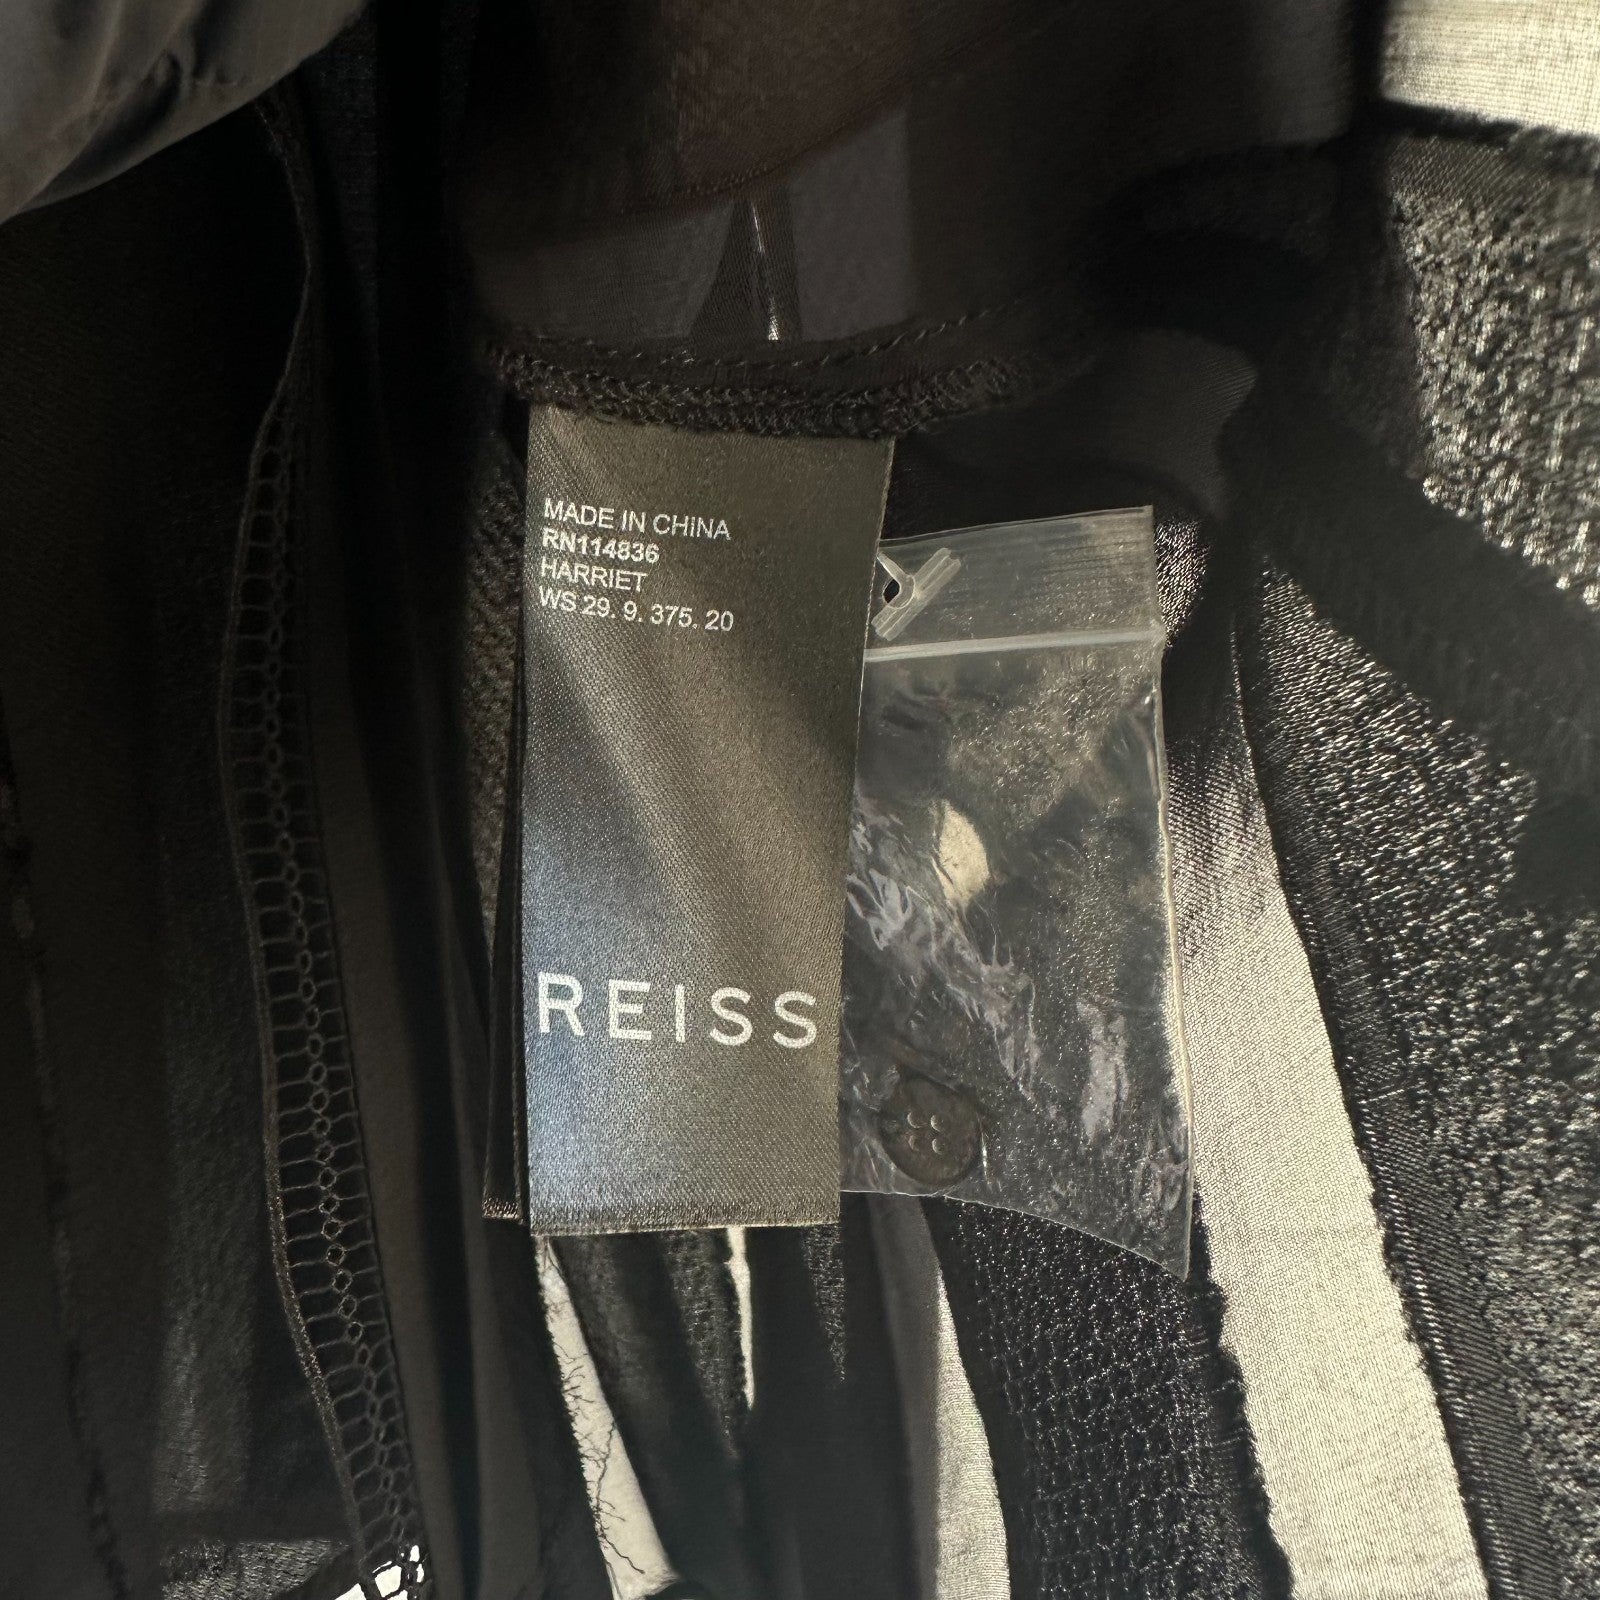 MADE IN CHINA
RN114836
HARRIET
WS 29. 9. 375. 20
REISS